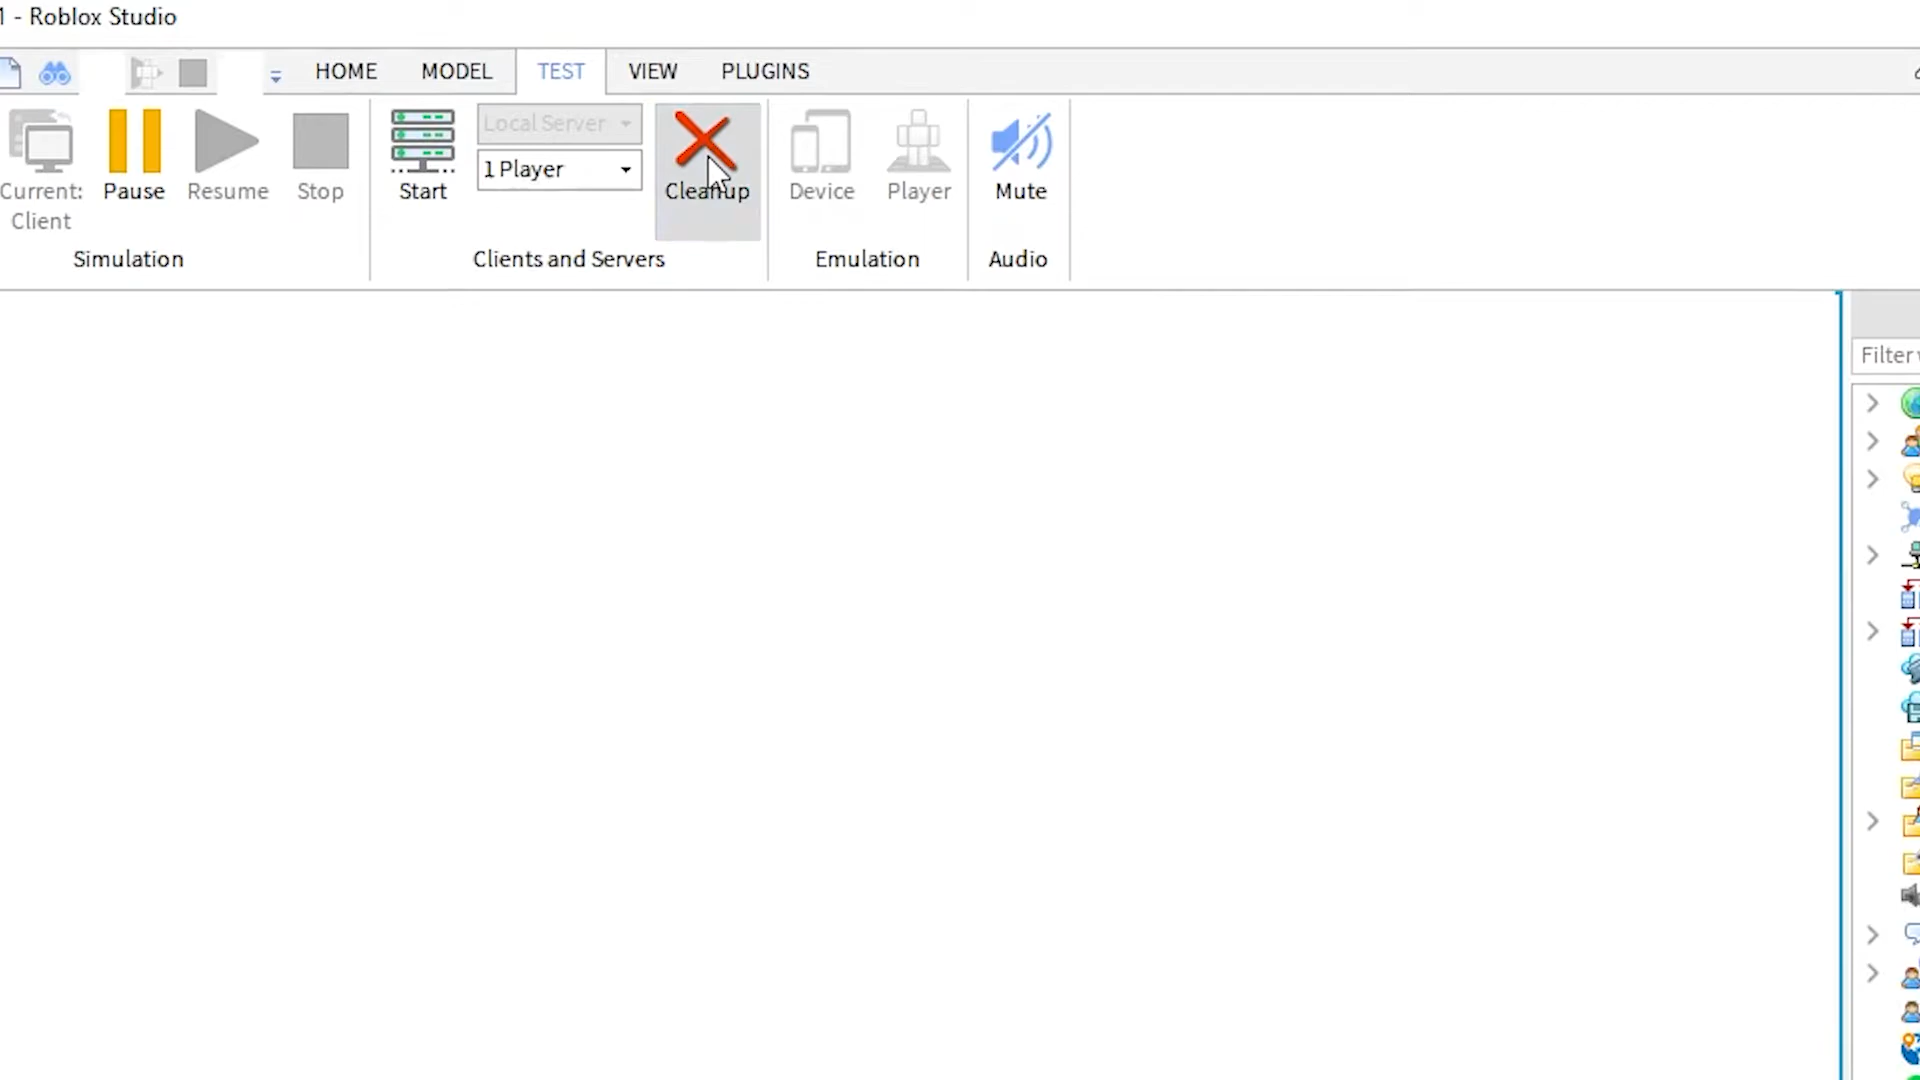 1 - Roblox Studio
HOME MODEL TEST VIEW PLUGINS
Local Server
1 Player
Current:
Client
Pause Resume Stop Start Cleanup Device Player Mute
Simulation Clients and Servers Emulation Audio
Filter